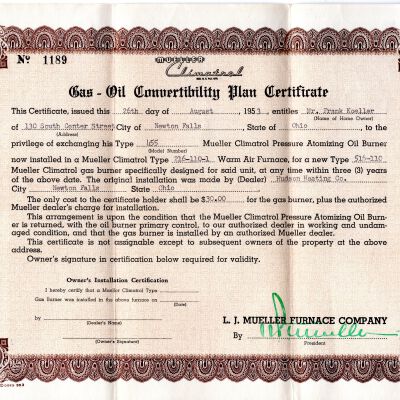 Nº 1189
MUELLER
Climatrol
Gas - Oil Convertibility Plan Certificate
This Certificate, issued this 26th day of August, 1953 entitles Mr. Frank Koeller
(Name of Home Owner)
of 130 South Center Street City of Newton Falls, State of Ohio, to the
(Address)
privilege of exchanging his Type 155 Mueller Climatrol Pressure Atomizing Oil Burner
(Model Number)
now installed in a Mueller Climatrol Type 216-110-1 Warm Air Furnace, for a new Type
Mueller Climatrol gas burner specifically designed for said unit, at any time within three (3) years
of the above date. The original installation was made by (Dealer) Hudson Heating Co.
City Newton Falls State Ohio
The only cost to the certificate holder shall be $30.00 for the gas burner, plus the authorized
Mueller dealer's charge for installation.
This arrangement is upon the condition that the Mueller Climatrol Pressure Atomizing Oil Burn-
er is returned, with the oil burner primary control, to our authorized dealer in working and undam-
aged condition, and that the gas burner is installed by an authorized Mueller dealer.
This certificate is not assignable except to subsequent owners of the property at the above
address.
Owner's signature in certification below required for validity.
Owner's Installation Certification
I hereby certify that a Mueller Climatrol Type
Gas Burner was installed in the above furnace on
(Date)
by
(Dealer's Name)
(Owner's Signature)
L. J. MUELLER FURNACE COMPANY
By
President